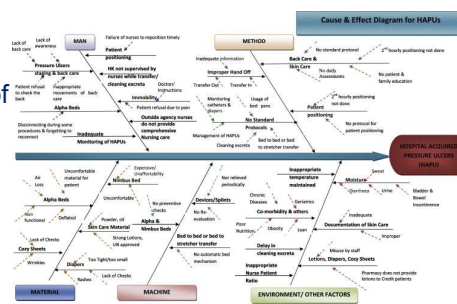 Cause & Effect Diagram for HAPUs
MAN
METHOD
Lack of
back care
Lack of
awareness
Failure of nurses to reposition timely
Patient
positioning
Pressure Ulcers
staging & back care
HK not supervised by
nurses while transfer/
cleaning excreta
Patient refusal
to check the
back
Inappropriate
movements of back
care
Immobility
Doctor/
Instructions
Patient refusal due to pain
Alpha Beds
Disconnecting during some
procedures & forgetting to
reconnect
Outside agency nurses
do not provide
comprehensive
Nursing care
Inadequate
Monitoring of HAPUs
of
Inadequate information
Improper Hand Off
Transfer Out
Transfer In
No standard protocol
2nd hourly positioning not done
Back Care &
Skin Care
No daily
Assessments
No patient &
family education
Monitoring
catheters &
Usage of
bed pans
No Standard
Protocols
Management of HAPUs
Cleaning excreta
Bed to bed or bed to
stretcher transfer
hourly positioning
not done
Patient
positioning
No protocol for
patient positioning
HOSPITAL ACQUIRED
PRESSURE ULCERS
(HAPU)
Air
Loss
Uncomfortable
material for
patient
Expensive/
Unaffordability
Nimbus Bed
Alpha Beds
Uncomfortable
Non
functional
Deflated
Powder, oil
Skin Care Material
Strong Lotions,
UN approved
Cozy Sheets
Lack of Checks
Wrinkles
Too Tight/too small
Diapers
Lack of Checks
Rashes
No preventive
checks
Alpha &
Nimbus Beds
Nor relieved
periodically
Devices/Splints
No Re-
evaluation
Bed to bed or bed to
stretcher transfer
No automatic bed
mechanism
Inappropriate
temperature
maintained
Sweat
Moisture
Diarrhea
Urine
Bladder &
Bowel
Incontinence
Chronic
Diseases
Geriatrics
Co-morbidity & others
Poor
Nutrition
Obesity
Lean
Inadequate
Documentation of Skin Care
Improper
Delay in
cleaning excreta
Misuse by staff
Lotions, Diapers, Cozy Sheets
Inappropriate
Nurse Patient
Ratio
Pharmacy does not provide
lotions to Credit patients
MATERIAL
MACHINE
ENVIRONMENT/ OTHER FACTORS